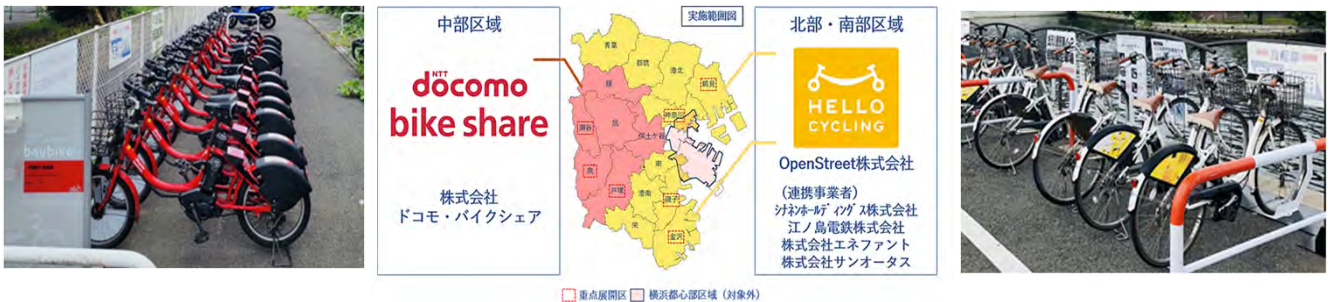 baybike
中部区域
NTT
docomo
bike share
株式会社
ドコモ・バイクシェア
実施範囲図
青葉
都筑
港北
緑
鶴見
神奈川
旭
瀬谷
保土ケ谷
泉
戸塚
南
港南
磯子
栄
金沢
北部・南部区域
HELLO
CYCLING
OpenStreet株式会社
(連携事業者)
シナネンホールディングス株式会社
江ノ島電鉄株式会社
株式会社エネファント
株式会社サンオータス
重点展開区
横浜都心部区域(対象外)